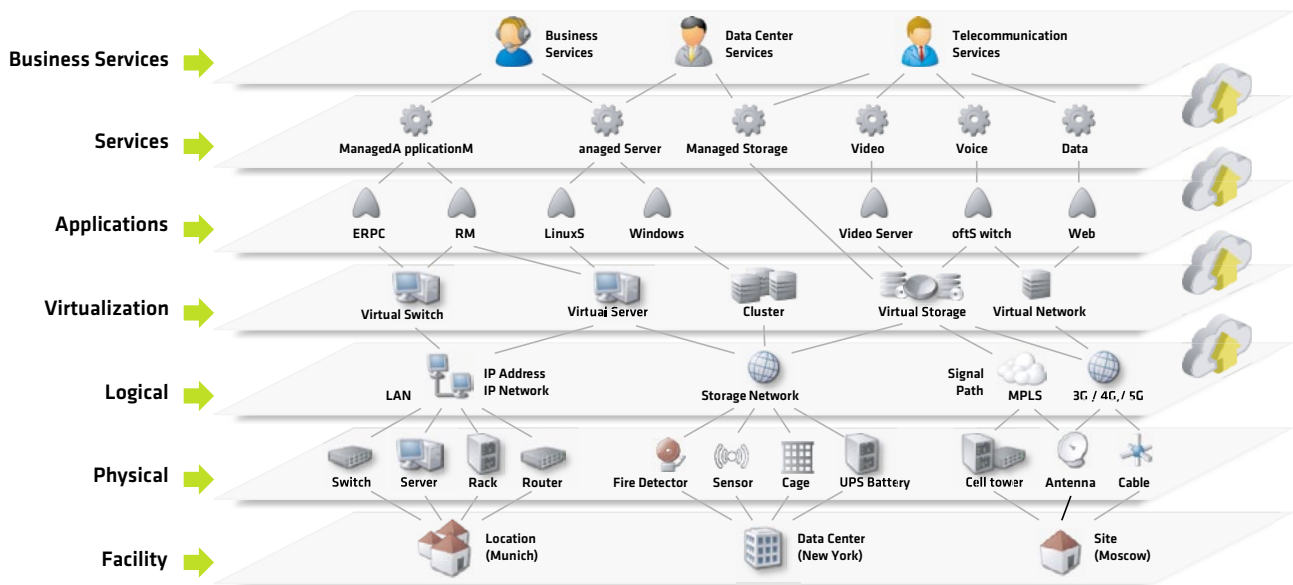 Business Services
Business
Services
Data Center
Services
Telecommunication
Services
Services
ManagedA pplicationM
anaged Server
Managed Storage
Video
Voice
Data
Applications
ERPC
RM
LinuxS
Windows
Video Server
oftS witch
Web
Virtualization
Virtual Switch
Virtual Server
Cluster
Virtual Storage
Virtual Network
Logical
LAN
IP Address
IP Network
Storage Network
Signal
Path
MPLS
3G / 4G, / 5G
Physical
Switch
Server
Rack
Router
Fire Detector
Sensor
Cage
UPS Battery
Cell tower
Antenna
Cable
Facility
Location
(Munich)
Data Center
(New York)
Site
(Moscow)